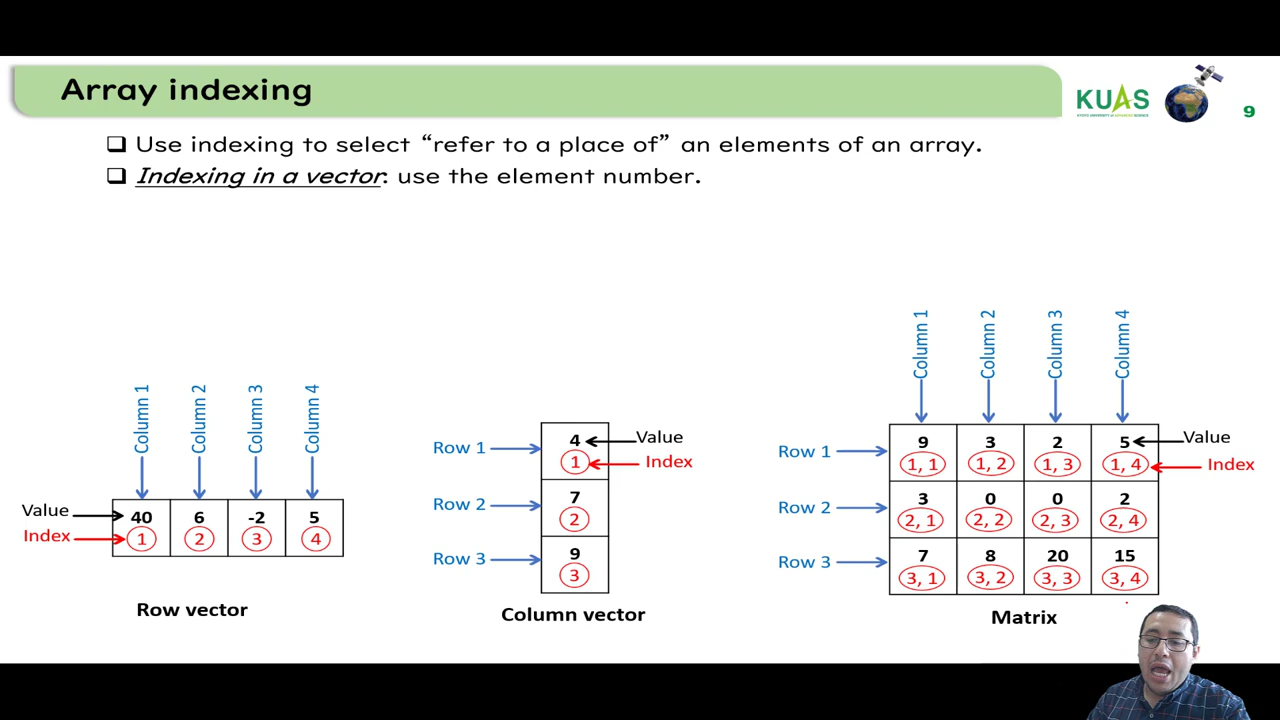 Array indexing
KUAS
KYOTO UNIVERSITY of ADVANCED SCIENCE
9
❑ Use indexing to select “refer to a place of” an elements of an array.
❑ Indexing in a vector: use the element number.
Column 1
Column 2
Column 3
Column 4
Value
Index
40 6 -2 5
1 2 3 4
Row vector
Row 1
Row 2
Row 3
4
1
7
2
9
3
Value
Index
Column vector
Column 1
Column 2
Column 3
Column 4
Row 1
Row 2
Row 3
9 3 2 5
1, 1 1, 2 1, 3 1, 4
3 0 0 2
2, 1 2, 2 2, 3 2, 4
7 8 20 15
3, 1 3, 2 3, 3 3, 4
Value
Index
Matrix